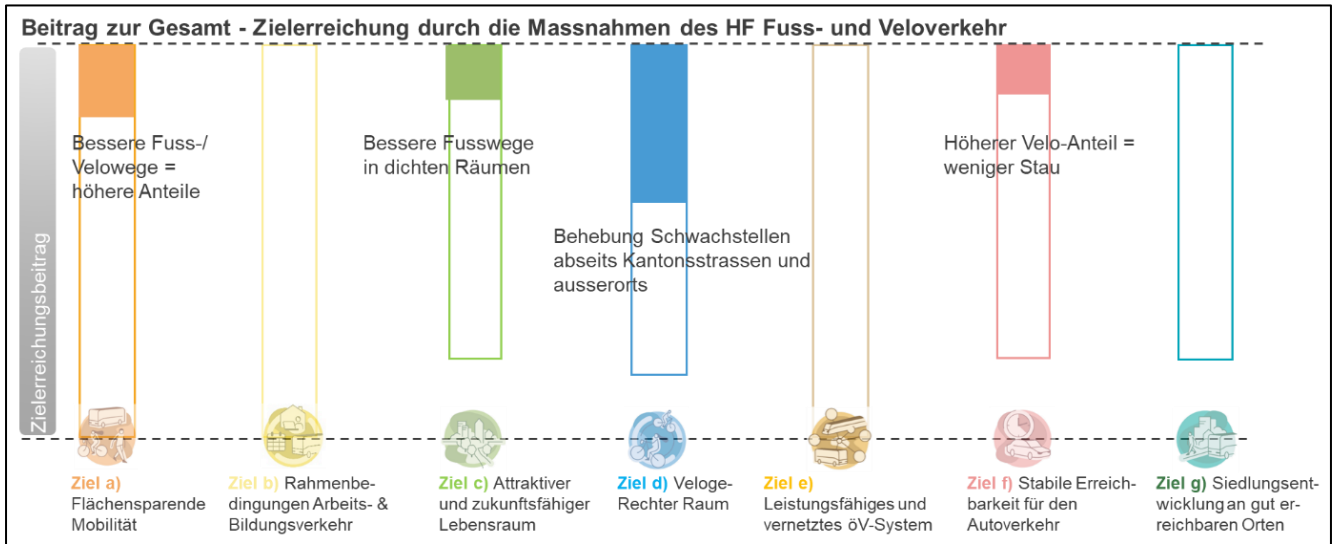 Beitrag zur Gesamt - Zielerreichung durch die Massnahmen des HF Fuss- und Veloverkehr
Zielerreichungsbeitrag
Bessere Fuss-/
Velowege =
höhere Anteile
Bessere Fusswege
in dichten Räumen
Behebung Schwachstellen
abseits Kantonsstrassen und
ausserorts
Höherer Velo-Anteil =
weniger Stau
Ziel a)
Flächensparende
Mobilität
Ziel b) Rahmenbe-
dingungen Arbeits- &
Bildungsverkehr
Ziel c) Attraktiver
und zukunftsfähiger
Lebensraum
Ziel d) Veloge-
Rechter Raum
Ziel e)
Leistungsfähiges und
vernetztes öV-System
Ziel f) Stabile Erreich-
barkeit für den
Autoverkehr
Ziel g) Siedlungsent-
wicklung an gut er-
reichbaren Orten